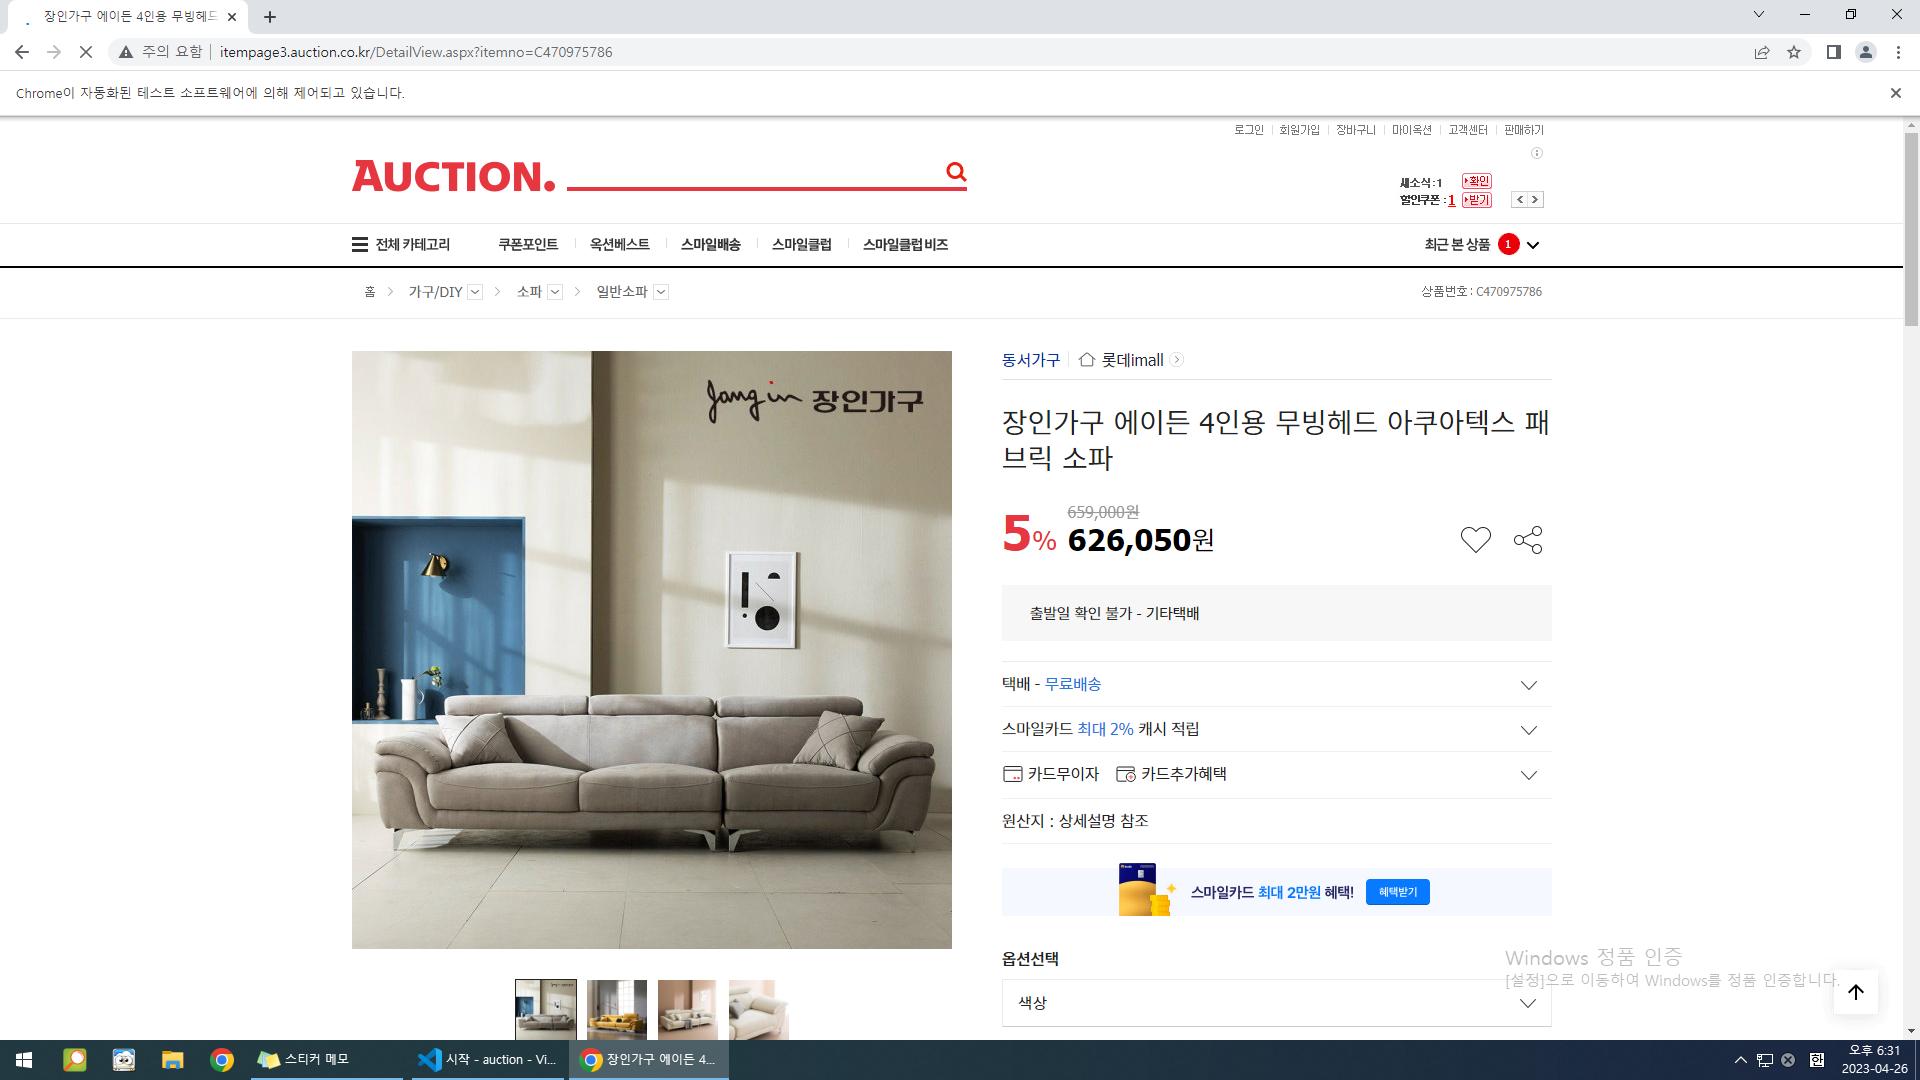 장인가구 에이든 4인용 무빙헤드
주의 요함 itempage3.auction.co.kr/DetailView.aspx?itemno=C470975786
Chrome이 자동화된 테스트 소프트웨어에 의해 제어되고 있습니다.
로그인 회원가입 장바구니 마이옥션 고객센터 판매하기
AUCTION.
새소식:1 확인
할인쿠폰:1 받기
전체 카테고리 쿠폰포인트 옥션베스트 스마일배송 스마일클럽 스마일클럽 비즈 최근 본 상품 1
홈 가구/DIY 소파 일반소파 상품번호 : C470975786
Jangin 장인가구
동서가구 롯데imall
장인가구 에이든 4인용 무빙헤드 아쿠아텍스 패
브릭 소파
659,000원
5% 626,050원
출발일 확인 불가 - 기타택배
택배 - 무료배송
스마일카드 최대 2% 캐시 적립
카드무이자 카드추가혜택
원산지 : 상세설명 참조
스마일카드 최대 2만원 혜택! 혜택받기
옵션선택
색상
Windows 정품 인증
[설정]으로 이동하여 Windows를 정품 인증합니다.
스티커 메모 시작 - auction - Vi... 장인가구 에이든 4... 한 오후 6:31
2023-04-26